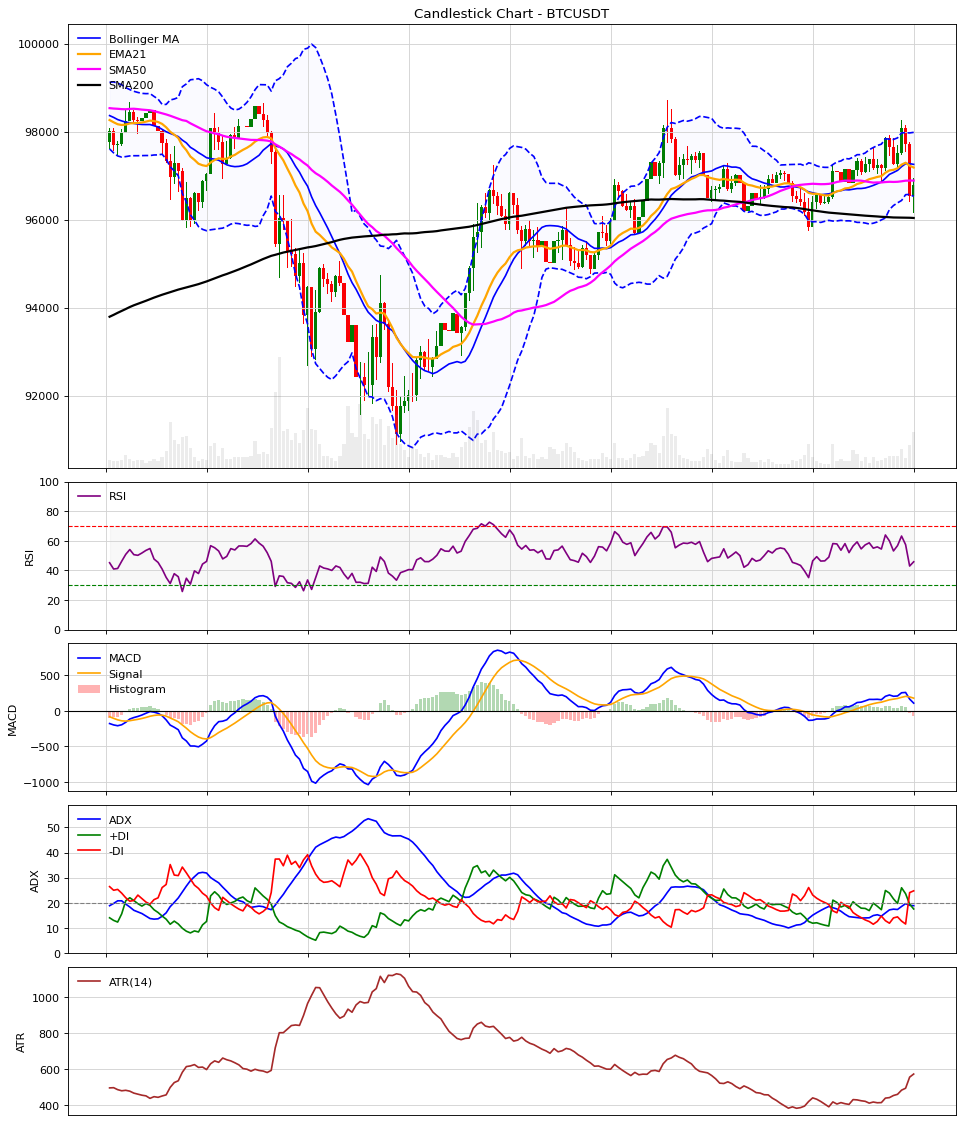 Candlestick Chart - BTCUSDT
Bollinger MA
EMA21
SMA50
SMA200
100000
98000
96000
94000
92000
RSI
100
80
60
40
20
0
RSI
MACD
Signal
Histogram
500
0
−500
−1000
MACD
ADX
+DI
-DI
50
40
30
20
10
0
ADX
ATR(14)
1000
800
600
400
ATR